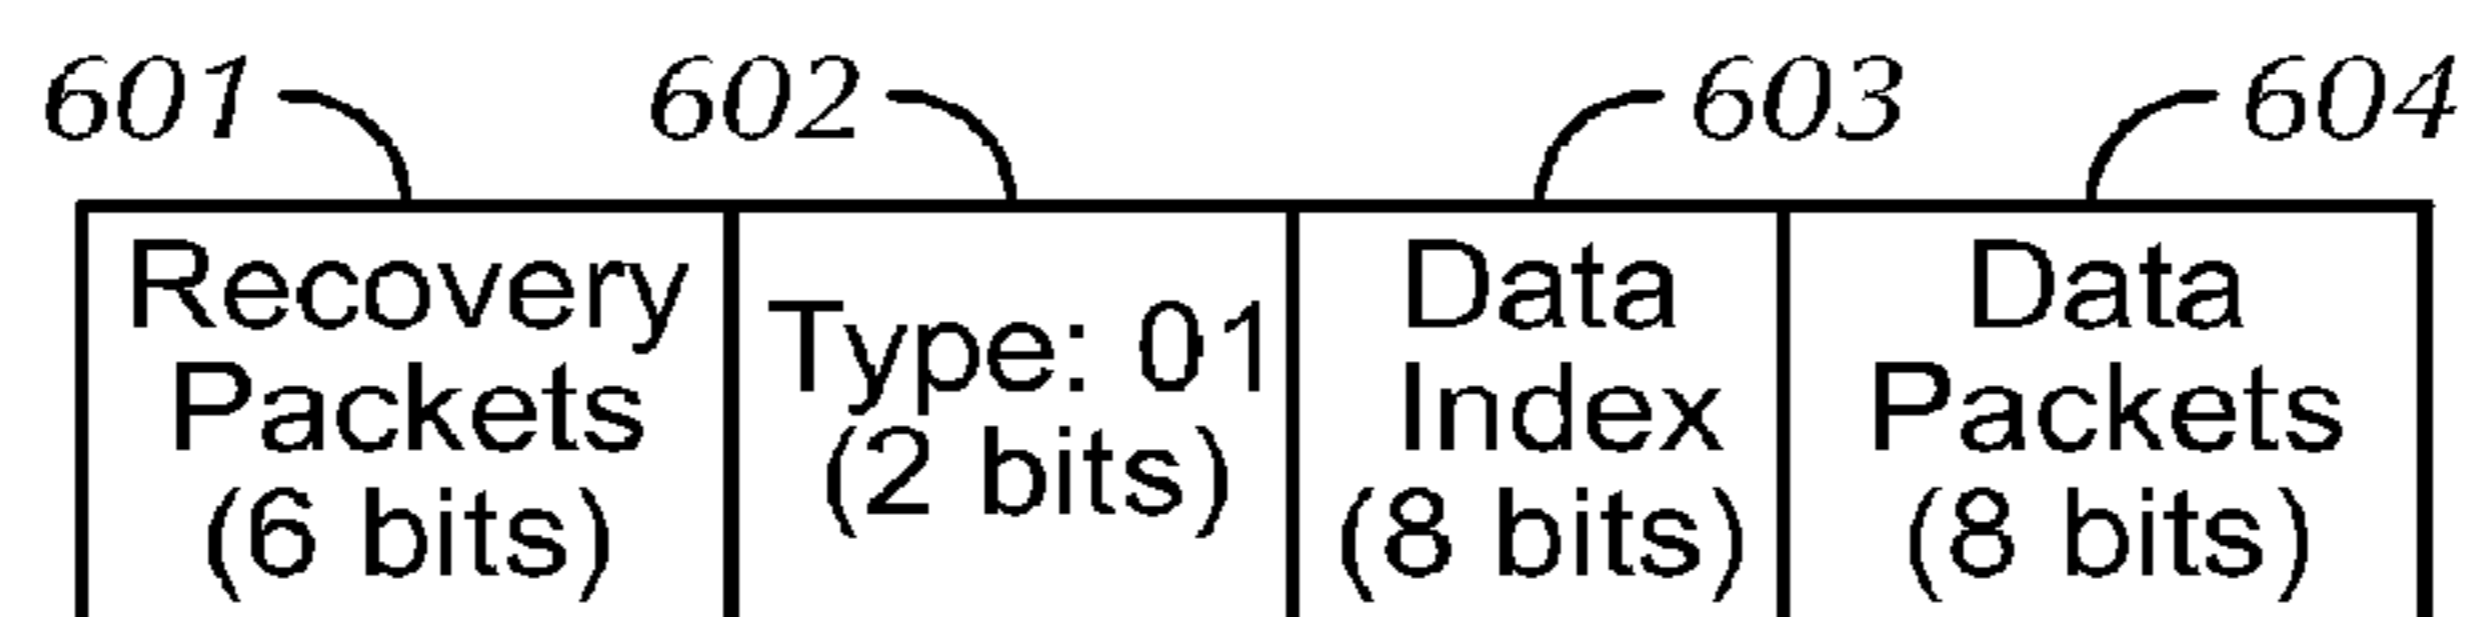 601 602 603 604
Recovery
Packets
(6 bits)
Type: 01
(2 bits)
Data
Index
(8 bits)
Data
Packets
(8 bits)